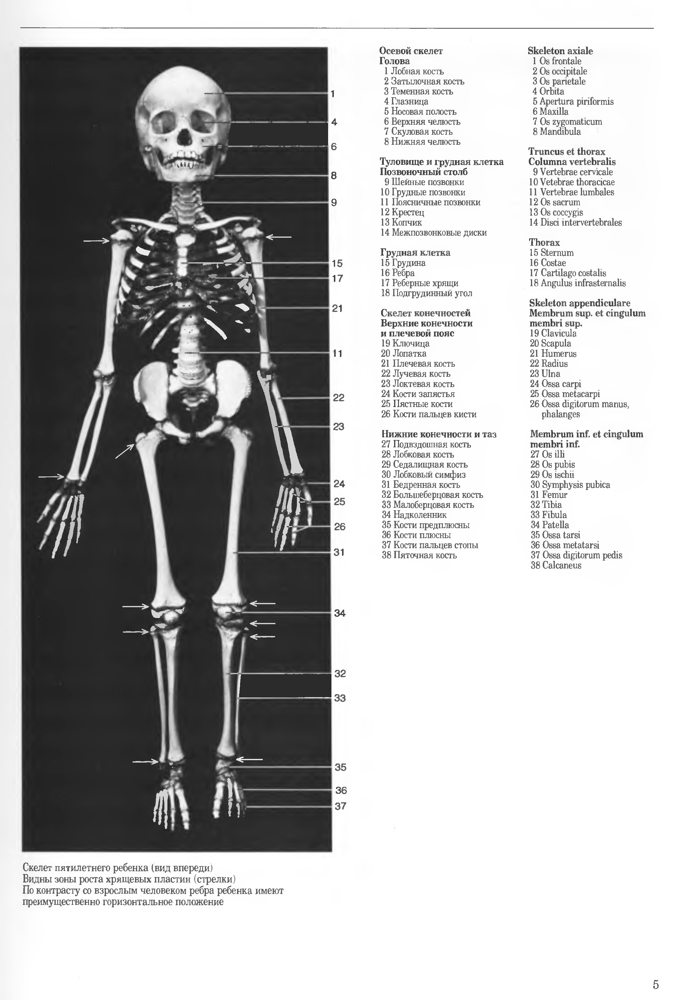 1
4
6
8
9
15
17
21
11
22
23
24
25
26
31
34
32
33
35
36
37
Скелет пятилетнего ребенка (вид впереди)
Видны зоны роста хрящевых пластин (стрелки)
По контрасту со взрослым человеком ребра ребенка имеют
преимущественно горизонтальное положение
Осевой скелет
Голова
1 Лобная кость
2 Затылочная кость
3 Теменная кость
4 Глазница
5 Носовая полость
6 Верхняя челюсть
7 Скуловая кость
8 Нижняя челюсть
Туловище и грудная клетка
Позвоночный столб
9 Шейные позвонки
10 Грудные позвонки
11 Поясничные позвонки
12 Крестец
13 Копчик
14 Межпозвонковые диски
Грудная клетка
15 Грудина
16 Ребра
17 Реберные хрящи
18 Подгрудинный угол
Скелет конечностей
Верхние конечности
и плечевой пояс
19 Ключица
20 Лопатка
21 Плечевая кость
22 Лучевая кость
23 Локтевая кость
24 Кости запястья
25 Пястные кости
26 Кости пальцев кисти
Нижние конечности и таз
27 Подвздошная кость
28 Лобковая кость
29 Седалищная кость
30 Лобковый симфиз
31 Бедренная кость
32 Большеберцовая кость
33 Малоберцовая кость
34 Надколенник
35 Кости предплюсны
36 Кости плюсны
37 Кости пальцев стопы
38 Пяточная кость
Skeleton axiale
1 Os frontale
2 Os occipitale
3 Os parietale
4 Orbita
5 Apertura piriformis
6 Maxilla
7 Os zygomaticum
8 Mandibula
Truncus et thorax
Columna vertebralis
9 Vertebrae cervicale
10 Vetebrae thoracicae
11 Vertebrae lumbales
12 Os sacrum
13 Os coccygis
14 Disci intervertebrales
Thorax
15 Sternum
16 Costae
17 Cartilago costalis
18 Angulus infrasternalis
Skeleton appendiculare
Membrum sup. et cingulum
membri sup.
19 Clavicula
20 Scapula
21 Humerus
22 Radius
23 Ulna
24 Ossa carpi
25 Ossa metacarpi
26 Ossa digitorum manus,
phalanges
Membrum inf. et cingulum
membri inf.
27 Os illi
28 Os pubis
29 Os ischii
30 Symphysis pubica
31 Femur
32 Tibia
33 Fibula
34 Patella
35 Ossa tarsi
36 Ossa metatarsi
37 Ossa digitorum pedis
38 Calcaneus
5